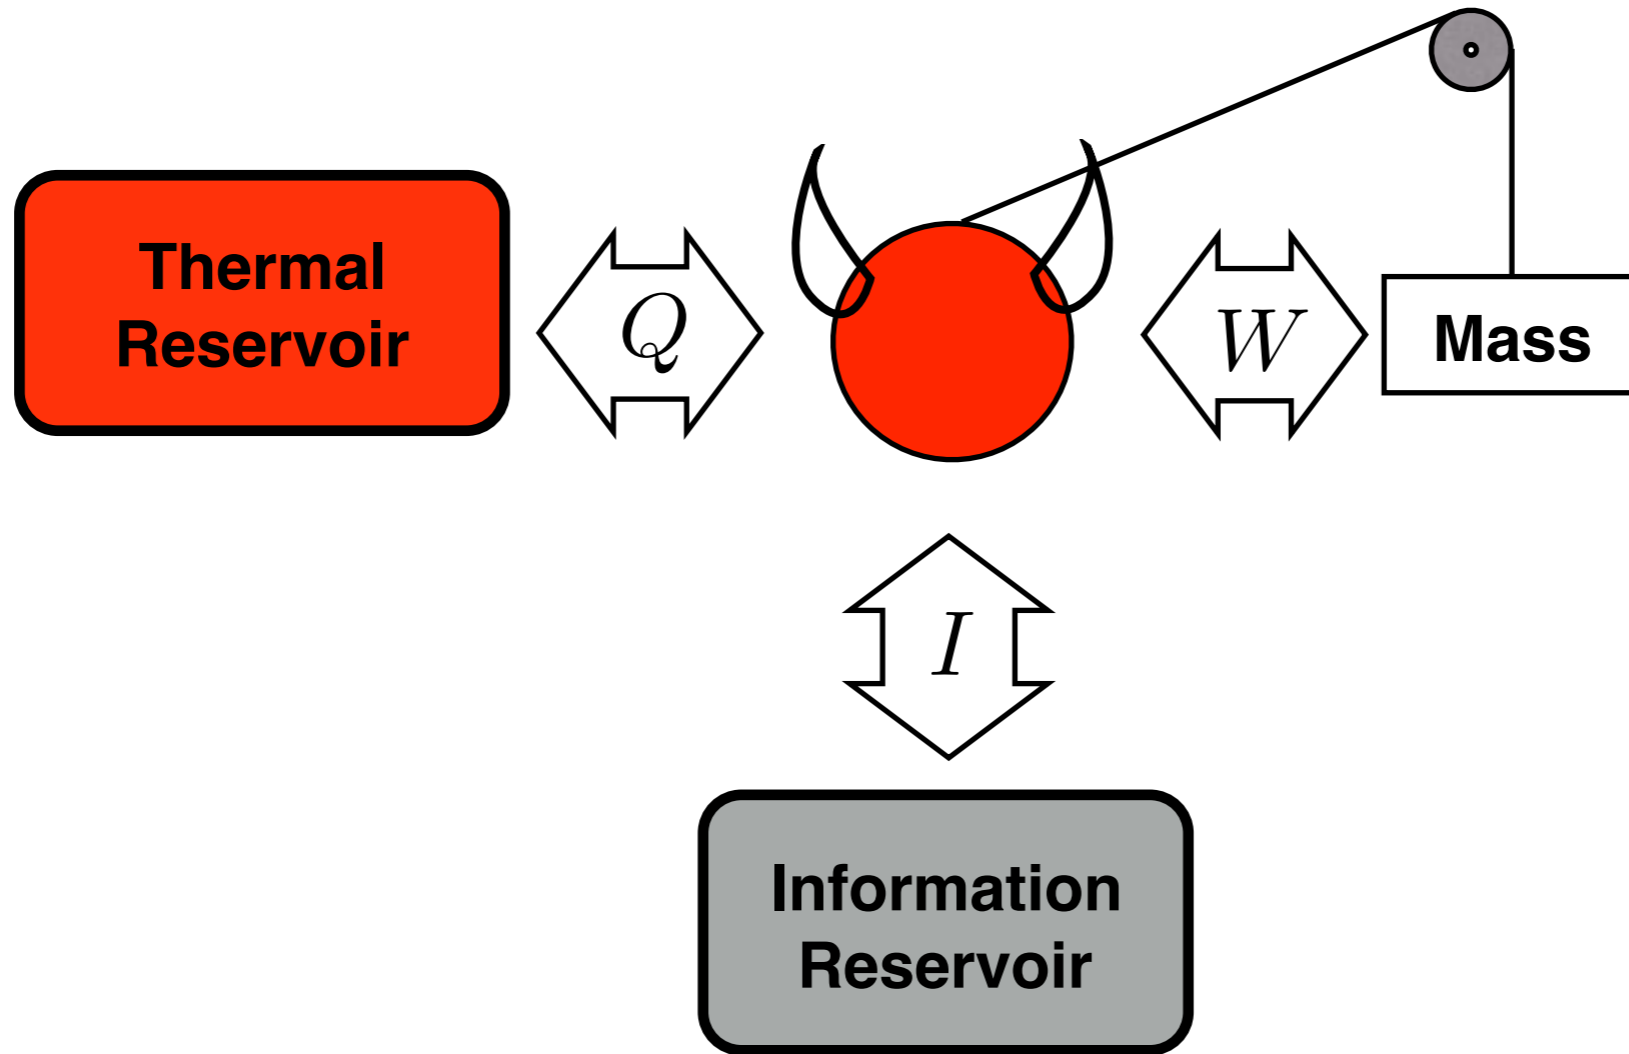 Thermal
Reservoir
Q
W
Mass
I
Information
Reservoir